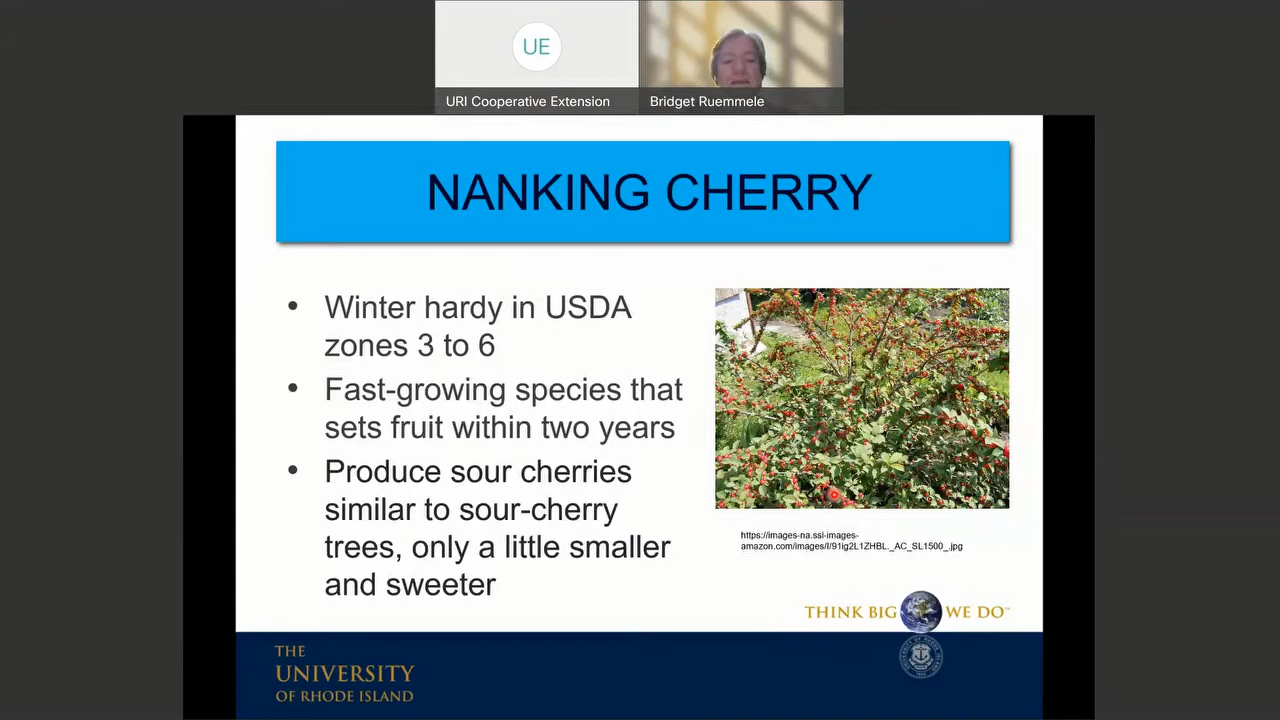 UE
URI Cooperative Extension
Bridget Ruemmele
NANKING CHERRY
• Winter hardy in USDA
zones 3 to 6
• Fast-growing species that
sets fruit within two years
• Produce sour cherries
similar to sour-cherry
trees, only a little smaller
and sweeter
https://images-na.ssl-images-
amazon.com/images/I/91ig2L1ZHBL._AC_SL1500_.jpg
THINK BIG WE DO™
THE
UNIVERSITY
OF RHODE ISLAND